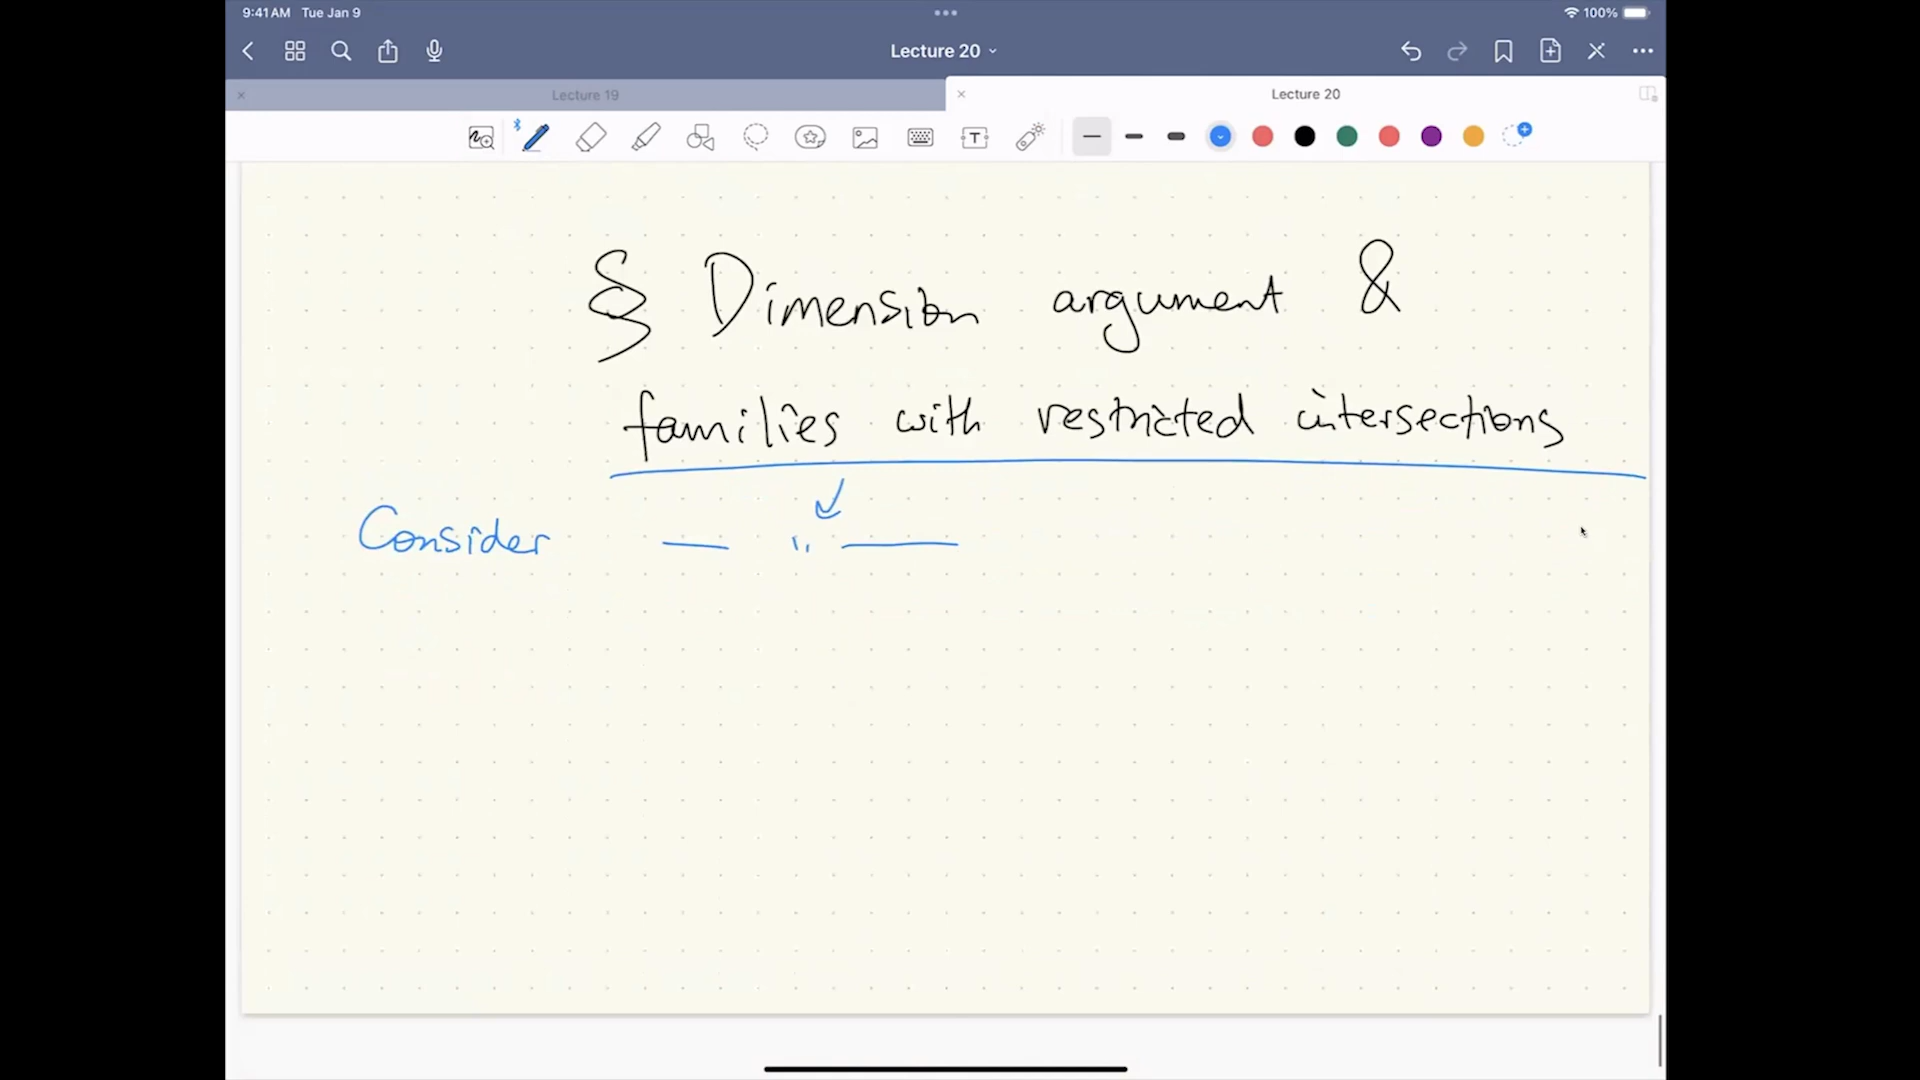 9:41 AM Tue Jan 9
100%
Lecture 20
Lecture 19
Lecture 20
T
§ Dimension argument &
families with restricted intersections
Consider — " —